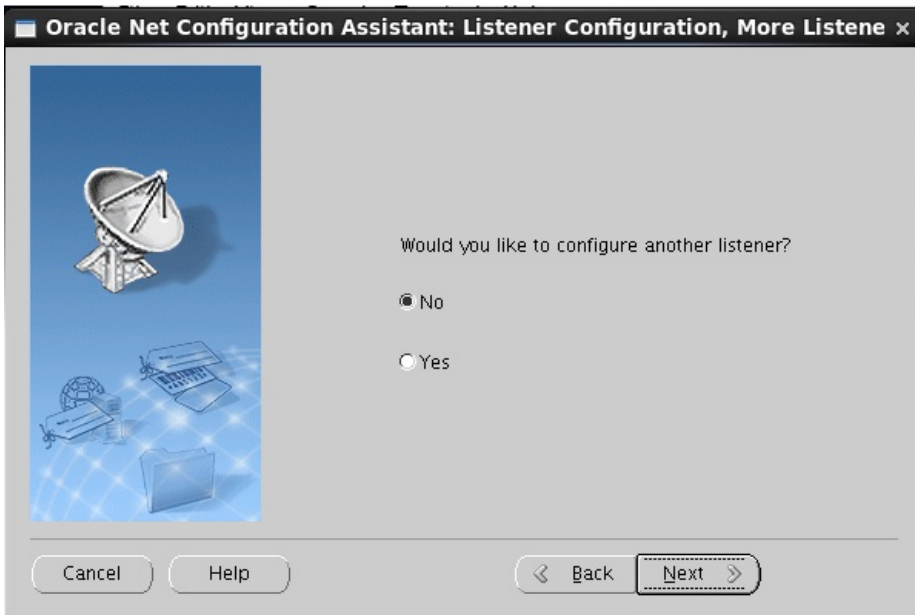 Oracle Net Configuration Assistant: Listener Configuration, More Listene
Would you like to configure another listener?
No
Yes
Cancel
Help
Back
Next